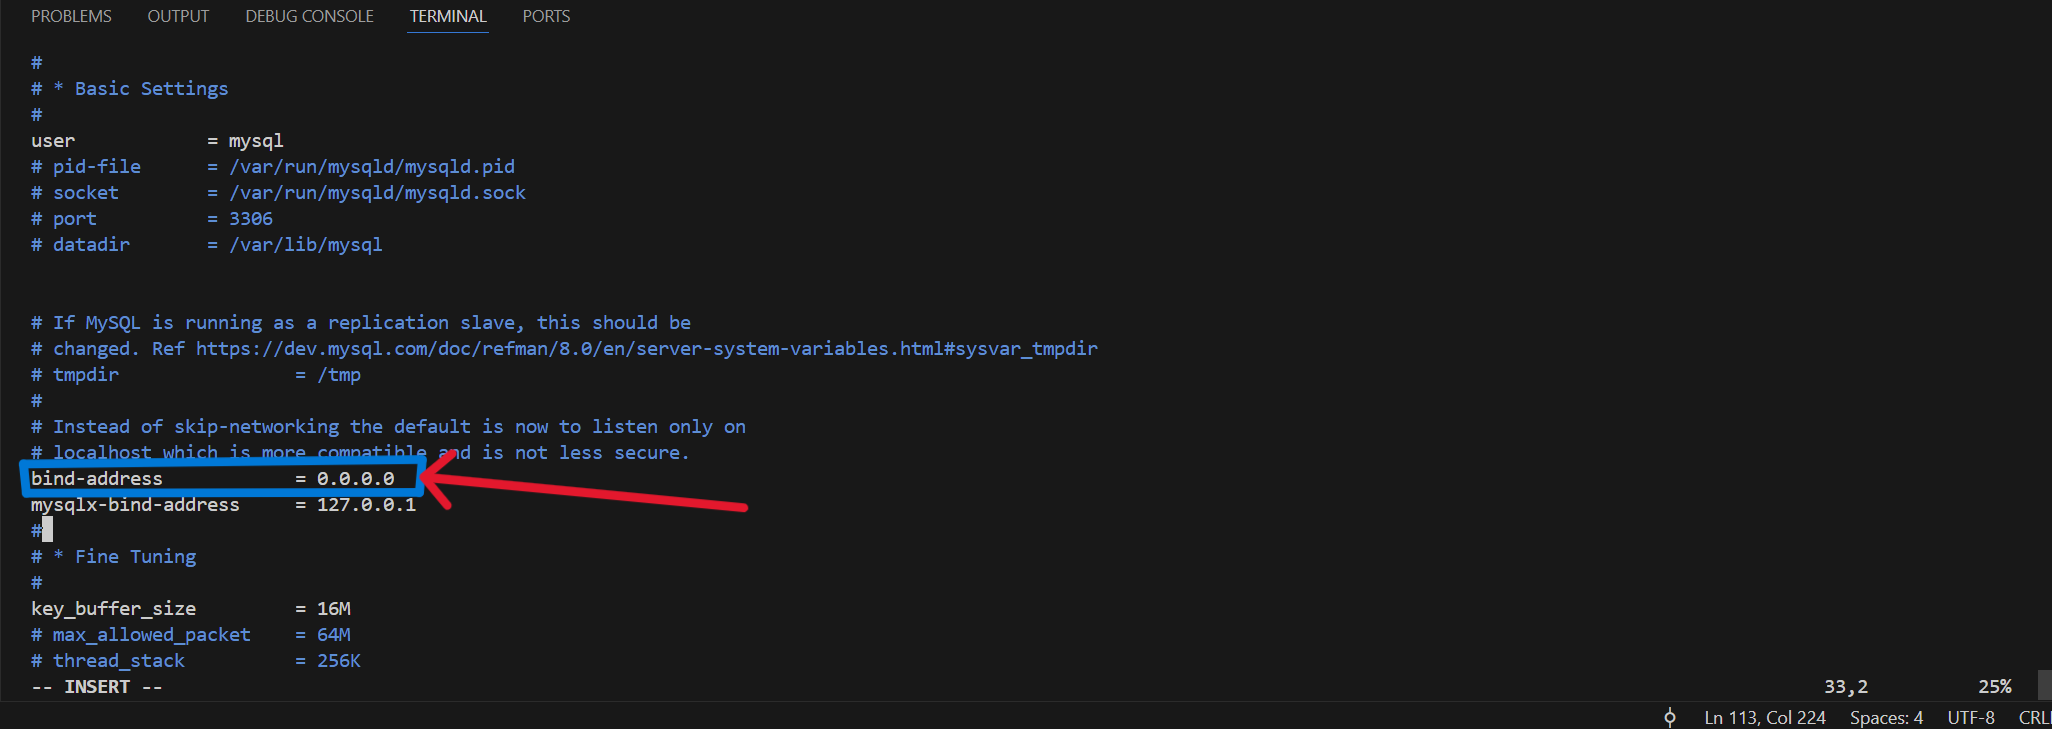 PROBLEMS OUTPUT DEBUG CONSOLE TERMINAL PORTS
#
# * Basic Settings
#
user = mysql
# pid-file = /var/run/mysqld/mysqld.pid
# socket = /var/run/mysqld/mysqld.sock
# port = 3306
# datadir = /var/lib/mysql
# If MySQL is running as a replication slave, this should be
# changed. Ref https://dev.mysql.com/doc/refman/8.0/en/server-system-variables.html#sysvar_tmpdir
# tmpdir = /tmp
#
# Instead of skip-networking the default is now to listen only on
# localhost which is more compatible and is not less secure.
bind-address = 0.0.0.0
mysqlx-bind-address = 127.0.0.1
#
# * Fine Tuning
#
key_buffer_size = 16M
# max_allowed_packet = 64M
# thread_stack = 256K
-- INSERT -- 33,2 25%
Ln 113, Col 224 Spaces: 4 UTF-8 CRL